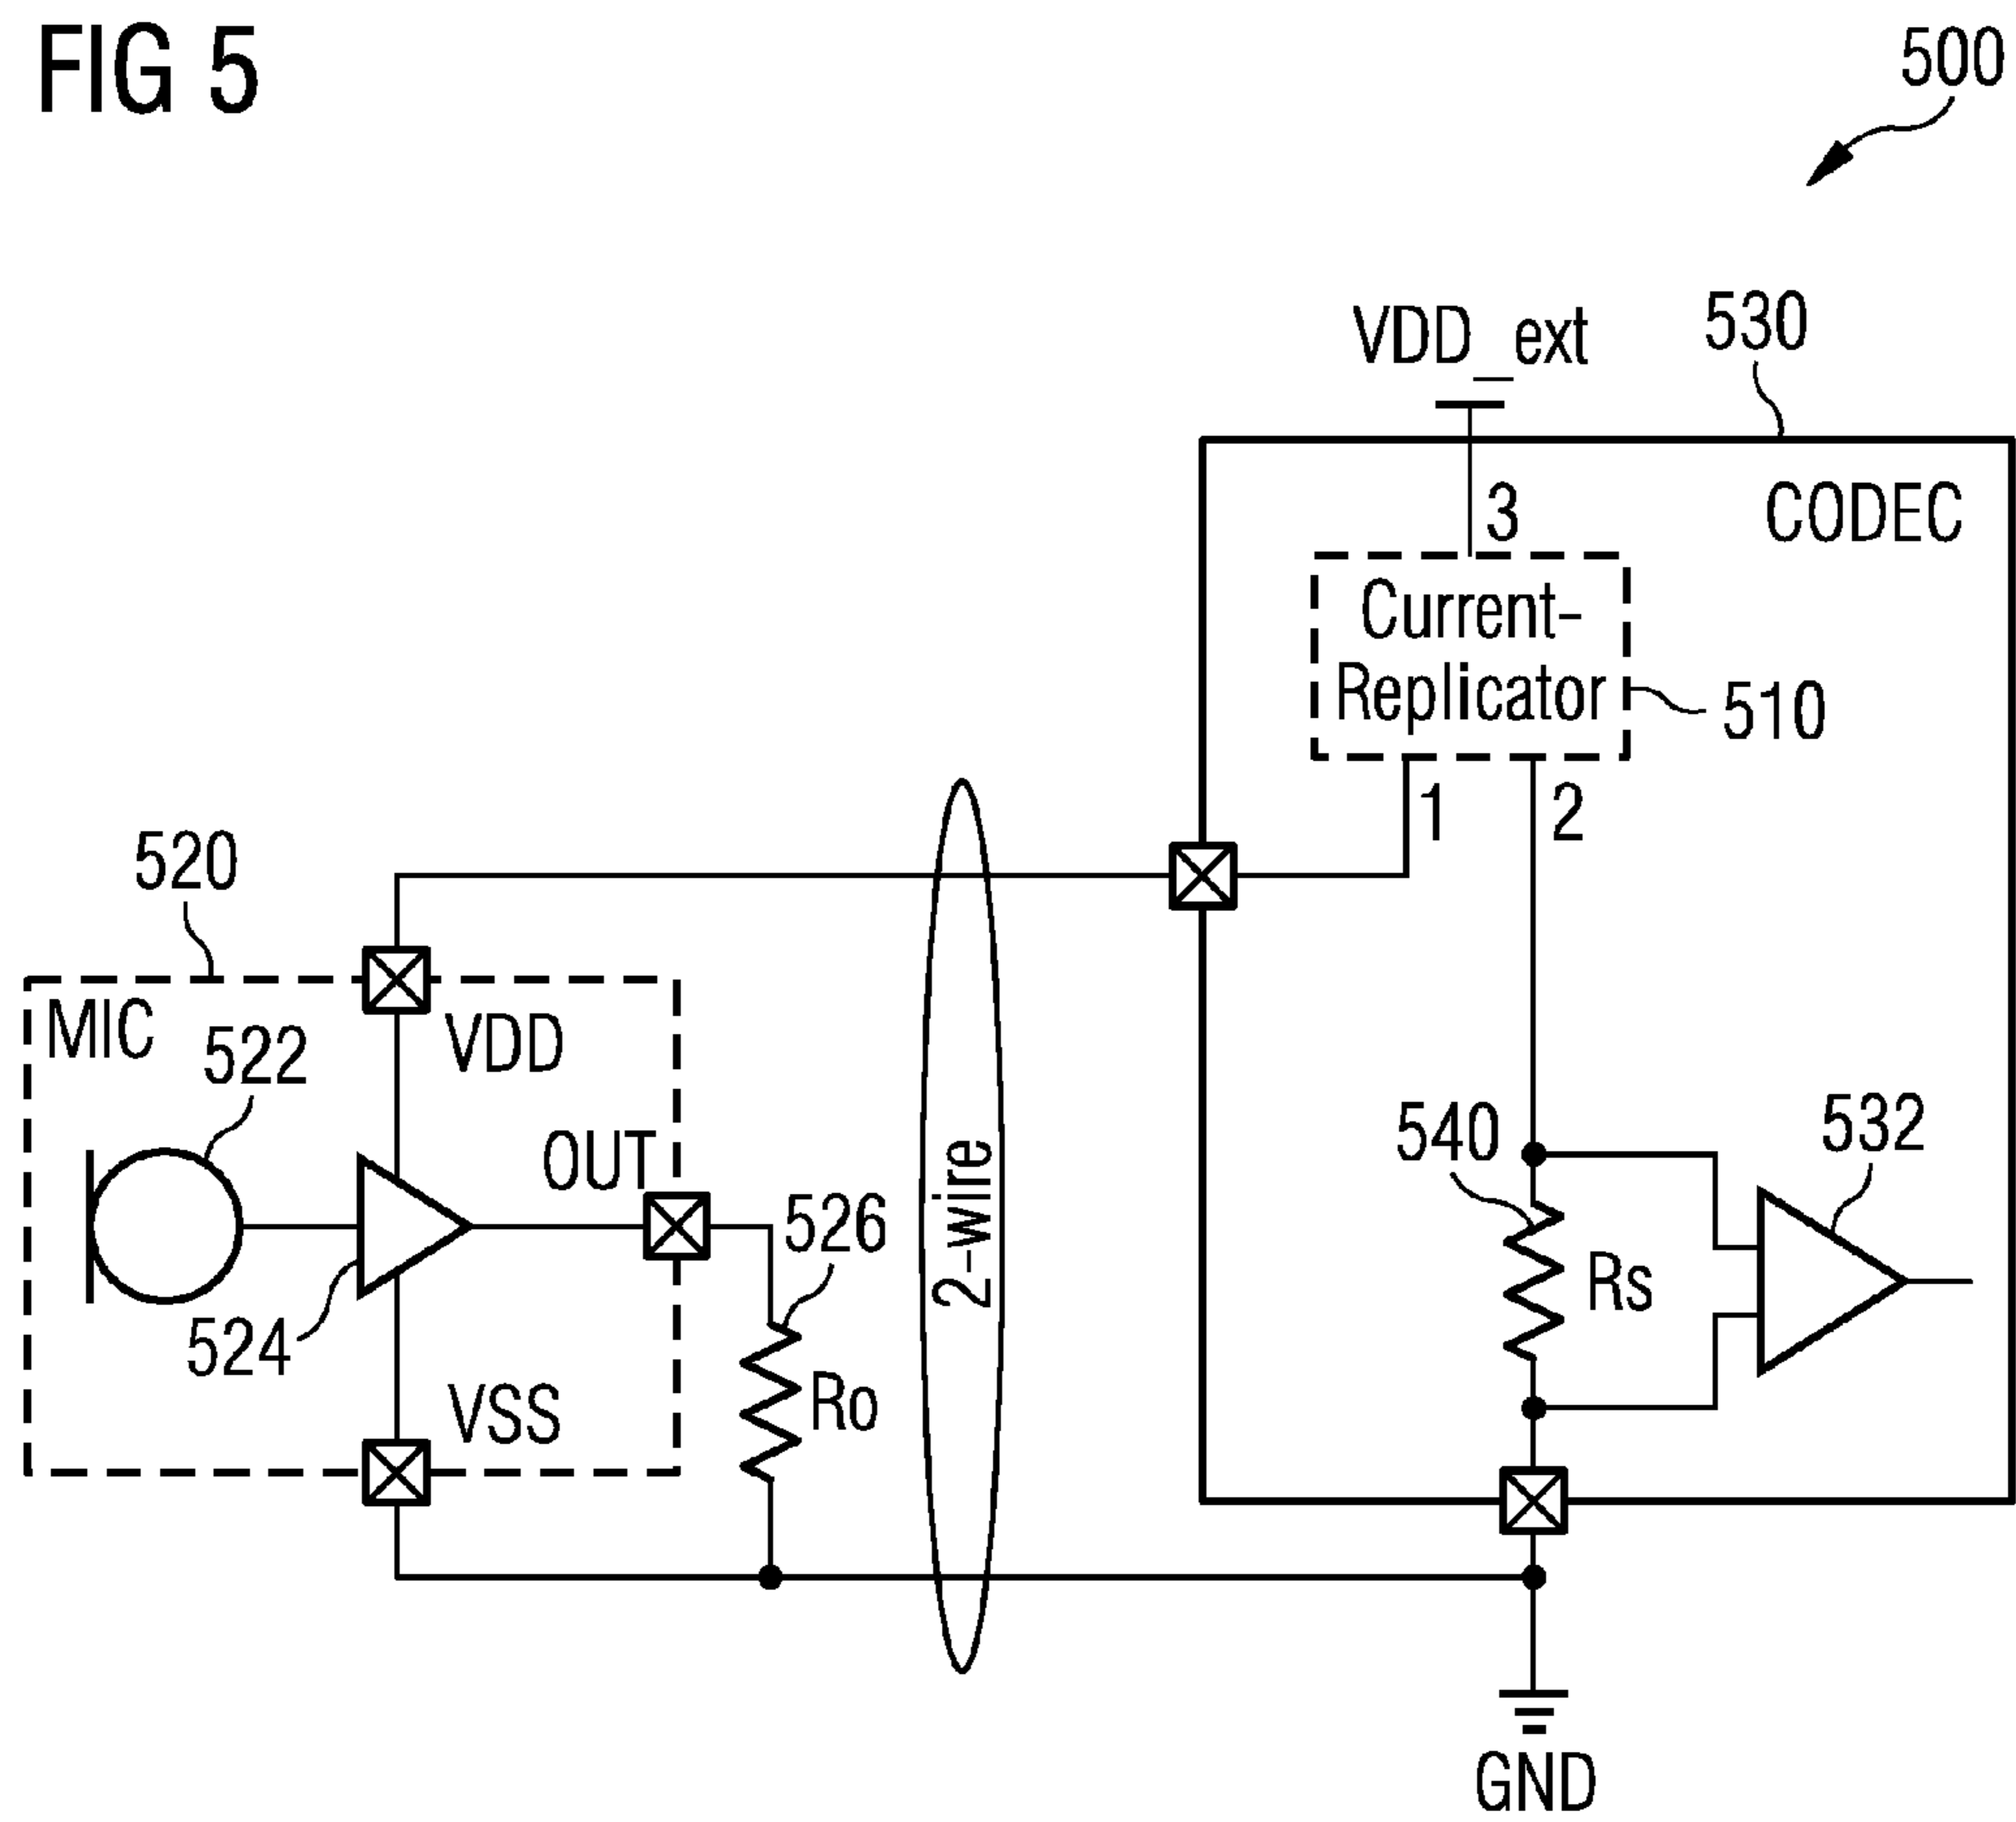 FIG 5
500
VDD_ext
530
CODEC
3
Current-
Replicator
510
1
2
520
MIC
522
VDD
OUT
524
526
Ro
VSS
2-wire
540
532
Rs
GND